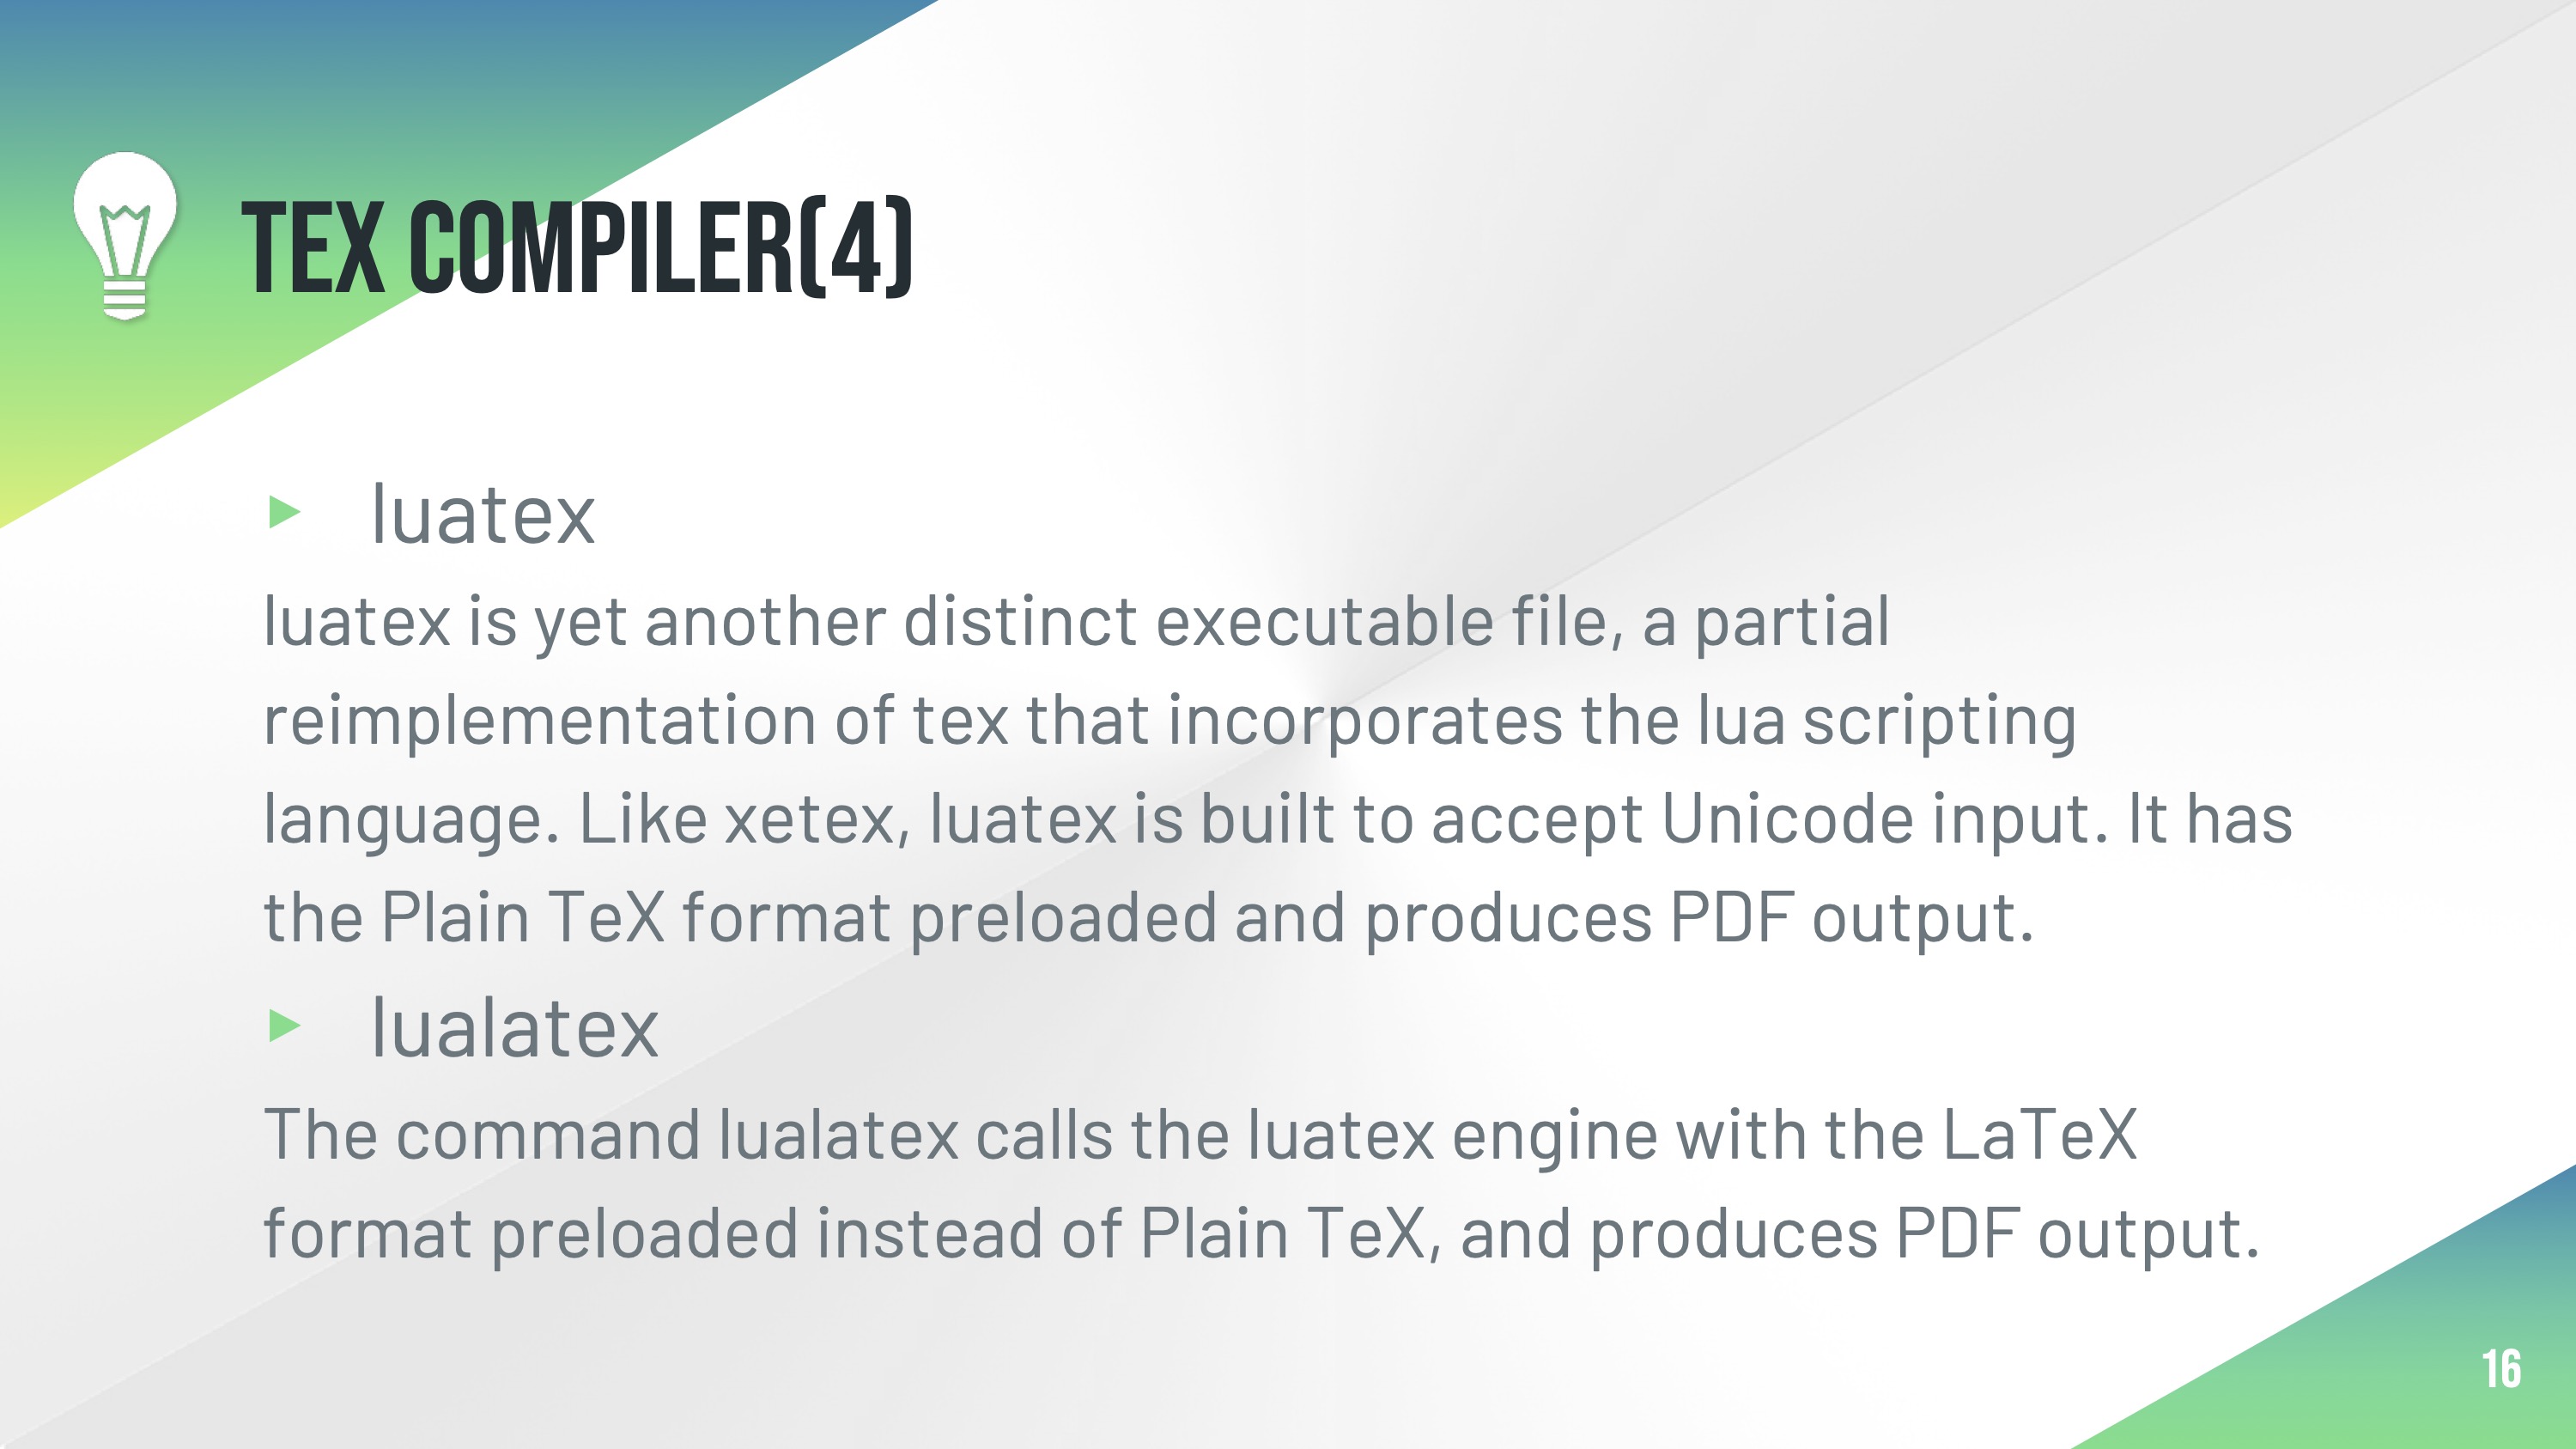 TEX COMPILER(4)
luatex
luatex is yet another distinct executable file, a partial
reimplementation of tex that incorporates the lua scripting
language. Like xetex, luatex is built to accept Unicode input. It has
the Plain TeX format preloaded and produces PDF output.
lualatex
The command lualatex calls the luatex engine with the LaTeX
format preloaded instead of Plain TeX, and produces PDF output.
16